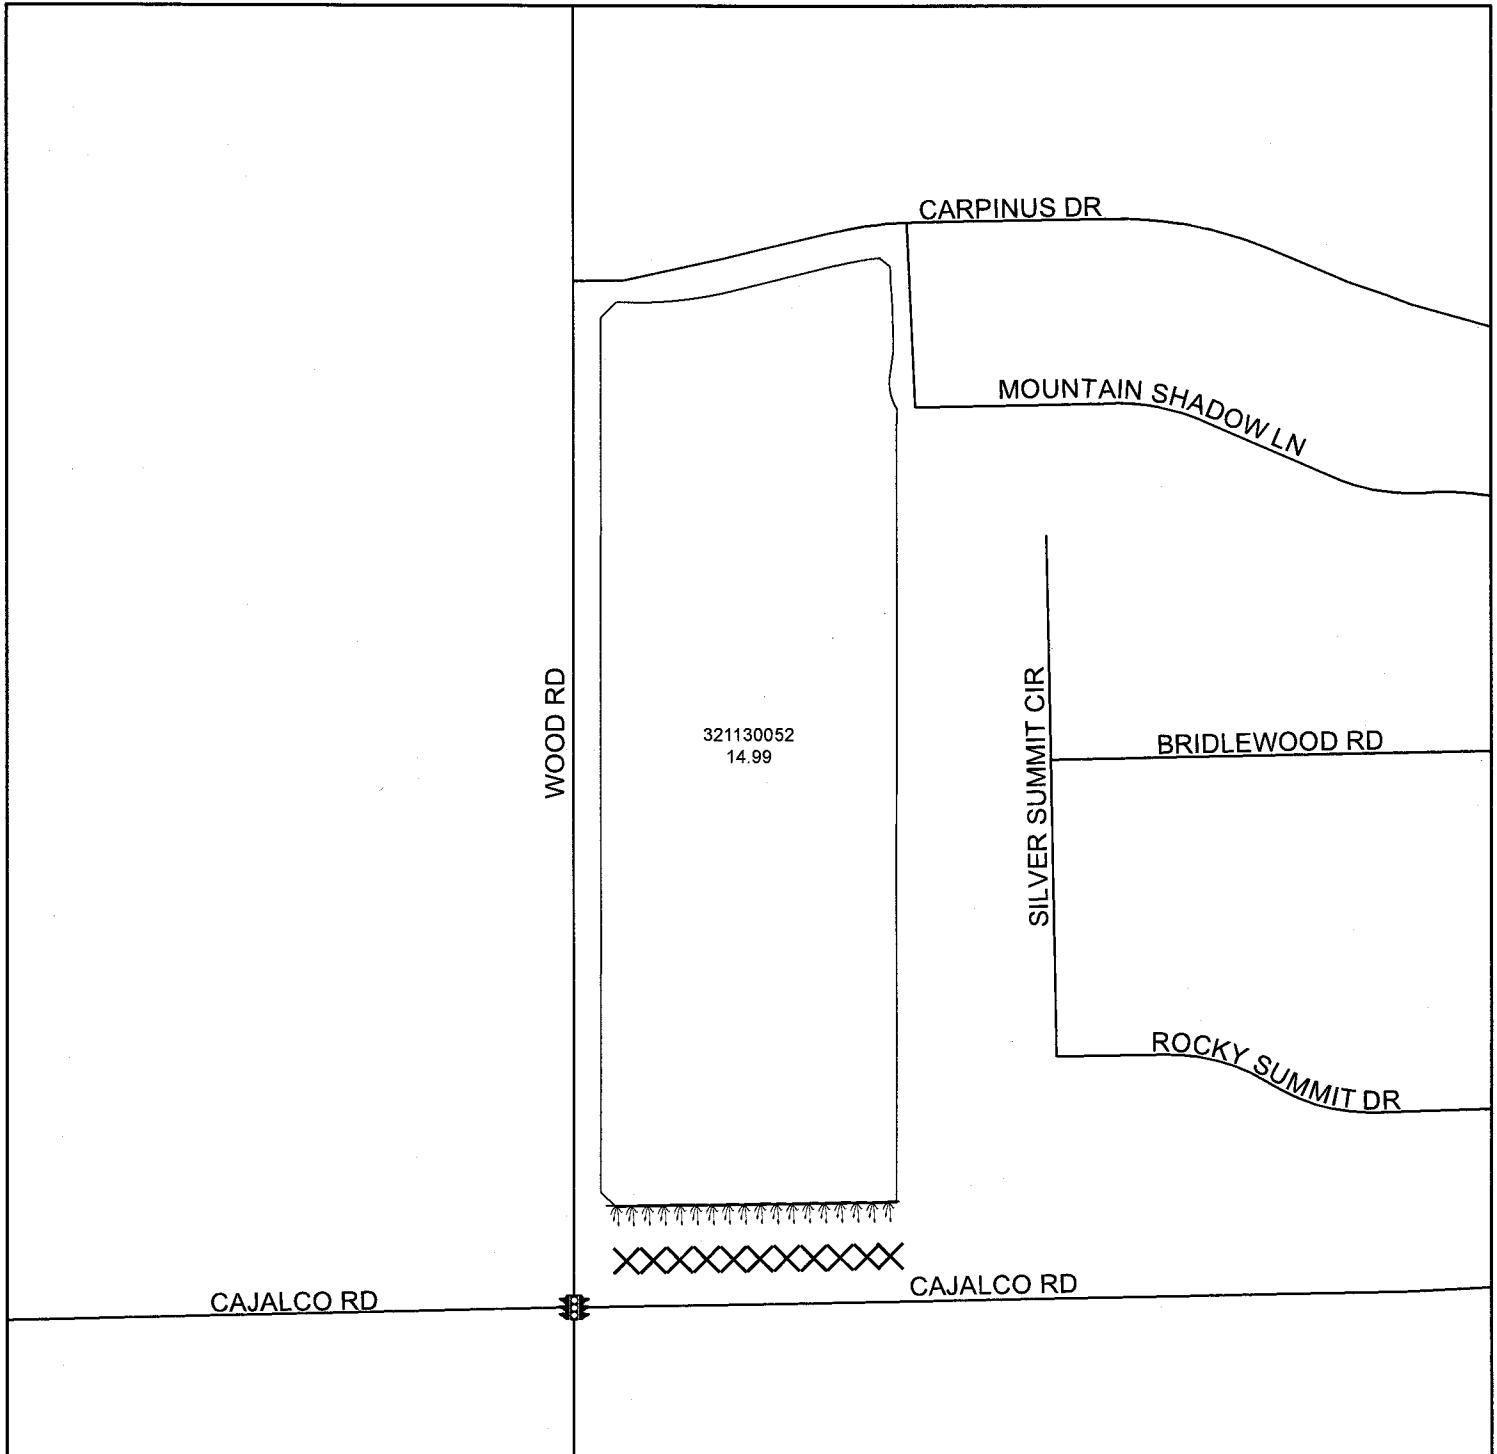 CARPINUS DR
MOUNTAIN SHADOW LN
WOOD RD
321130052
14.99
SILVER SUMMIT CIR
BRIDLEWOOD RD
ROCKY SUMMIT DR
CAJALCO RD
CAJALCO RD